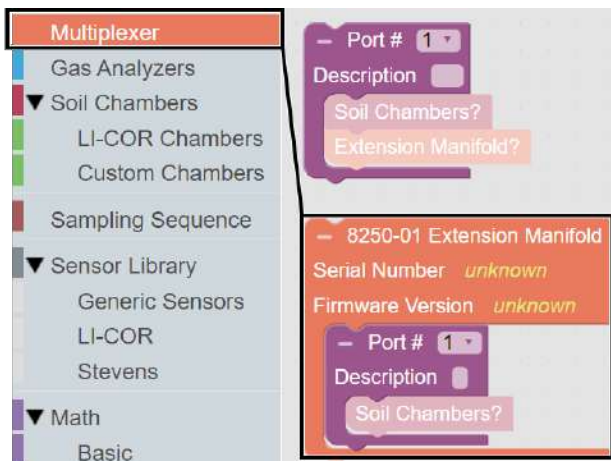 Multiplexer
Gas Analyzers
Soil Chambers
LI-COR Chambers
Custom Chambers
Sampling Sequence
Sensor Library
Generic Sensors
LI-COR
Stevens
Math
Basic
Port # 1
Description
Soil Chambers?
Extension Manifold?
8250-01 Extension Manifold
Serial Number unknown
Firmware Version unknown
Port # 1
Description
Soil Chambers?